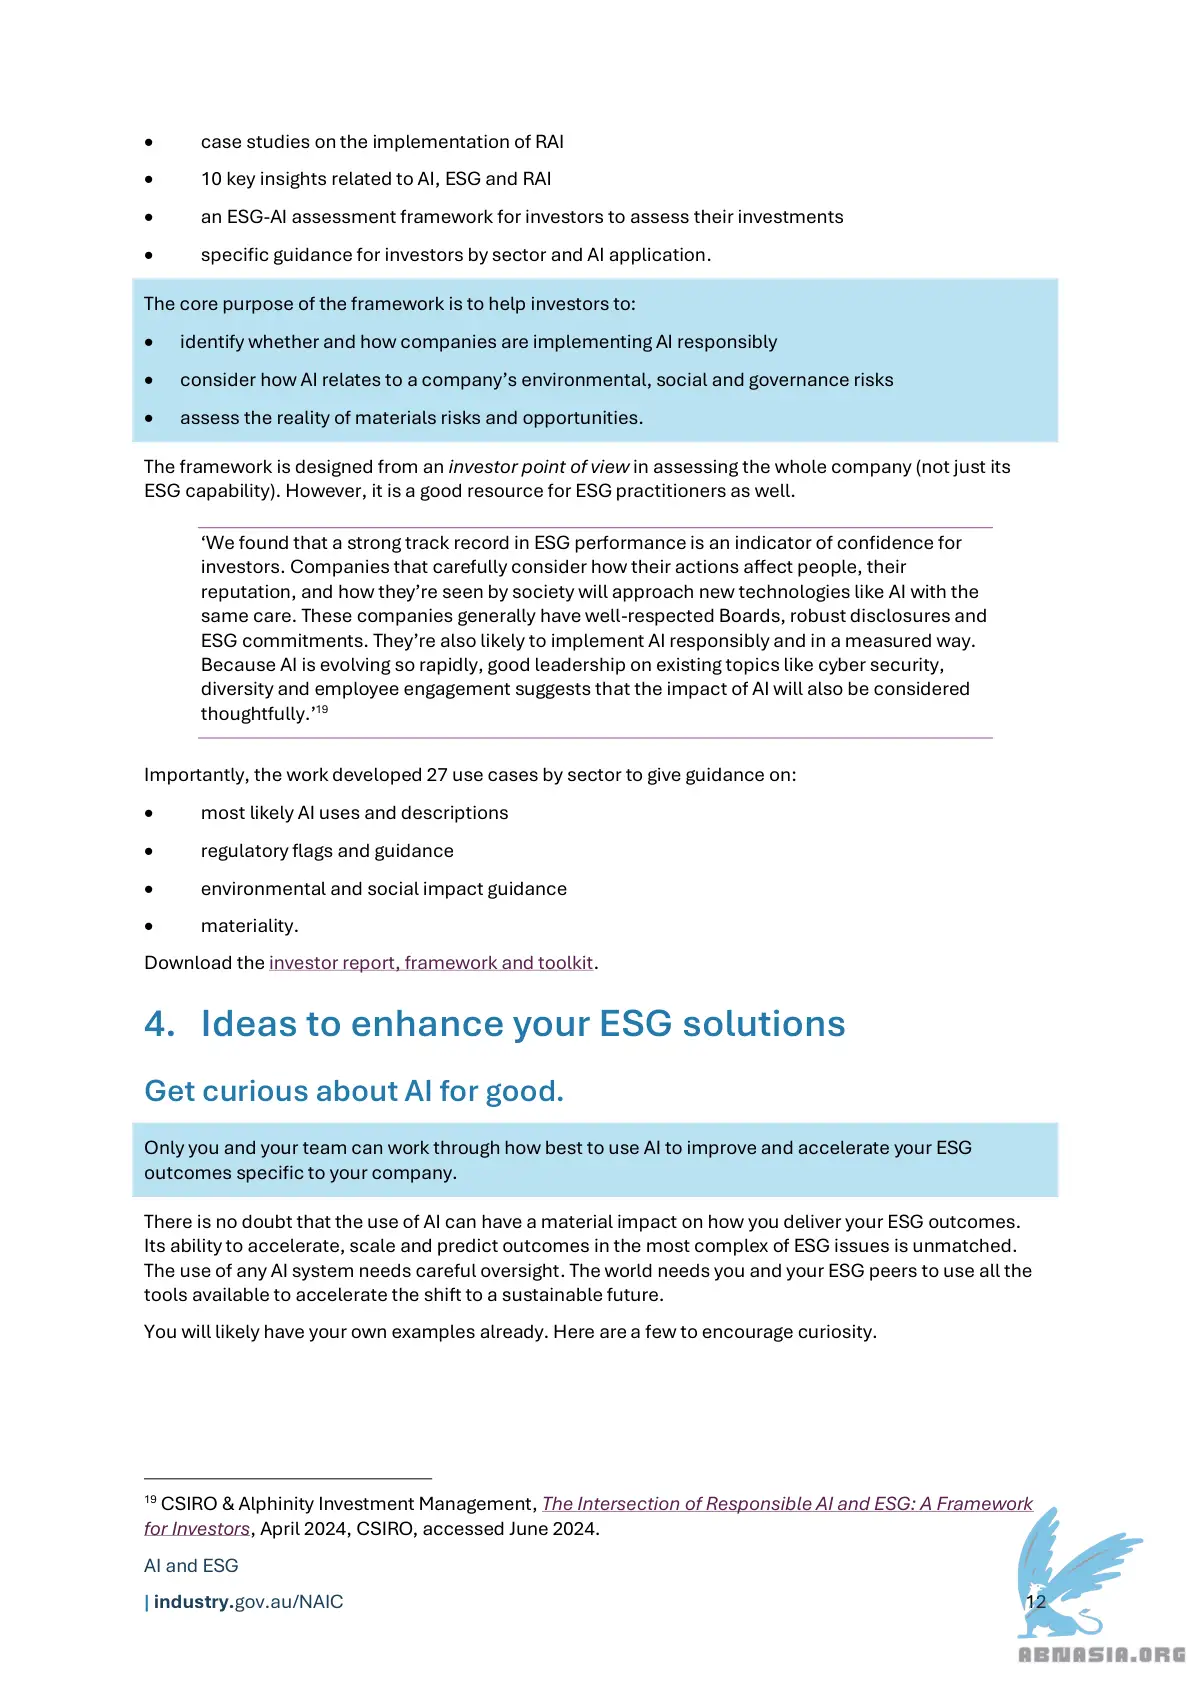 • case studies on the implementation of RAI
• 10 key insights related to AI, ESG and RAI
• an ESG-AI assessment framework for investors to assess their investments
• specific guidance for investors by sector and AI application.
The core purpose of the framework is to help investors to:
• identify whether and how companies are implementing AI responsibly
• consider how AI relates to a company’s environmental, social and governance risks
• assess the reality of materials risks and opportunities.
The framework is designed from an investor point of view in assessing the whole company (not just its
ESG capability). However, it is a good resource for ESG practitioners as well.
‘We found that a strong track record in ESG performance is an indicator of confidence for
investors. Companies that carefully consider how their actions affect people, their
reputation, and how they’re seen by society will approach new technologies like AI with the
same care. These companies generally have well-respected Boards, robust disclosures and
ESG commitments. They’re also likely to implement AI responsibly and in a measured way.
Because AI is evolving so rapidly, good leadership on existing topics like cyber security,
diversity and employee engagement suggests that the impact of AI will also be considered
thoughtfully.’19
Importantly, the work developed 27 use cases by sector to give guidance on:
• most likely AI uses and descriptions
• regulatory flags and guidance
• environmental and social impact guidance
• materiality.
Download the investor report, framework and toolkit.
4. Ideas to enhance your ESG solutions
Get curious about AI for good.
Only you and your team can work through how best to use AI to improve and accelerate your ESG
outcomes specific to your company.
There is no doubt that the use of AI can have a material impact on how you deliver your ESG outcomes.
Its ability to accelerate, scale and predict outcomes in the most complex of ESG issues is unmatched.
The use of any AI system needs careful oversight. The world needs you and your ESG peers to use all the
tools available to accelerate the shift to a sustainable future.
You will likely have your own examples already. Here are a few to encourage curiosity.
19 CSIRO & Alphinity Investment Management, The Intersection of Responsible AI and ESG: A Framework
for Investors, April 2024, CSIRO, accessed June 2024.
AI and ESG
| industry.gov.au/NAIC
12
ABNASIA.ORG